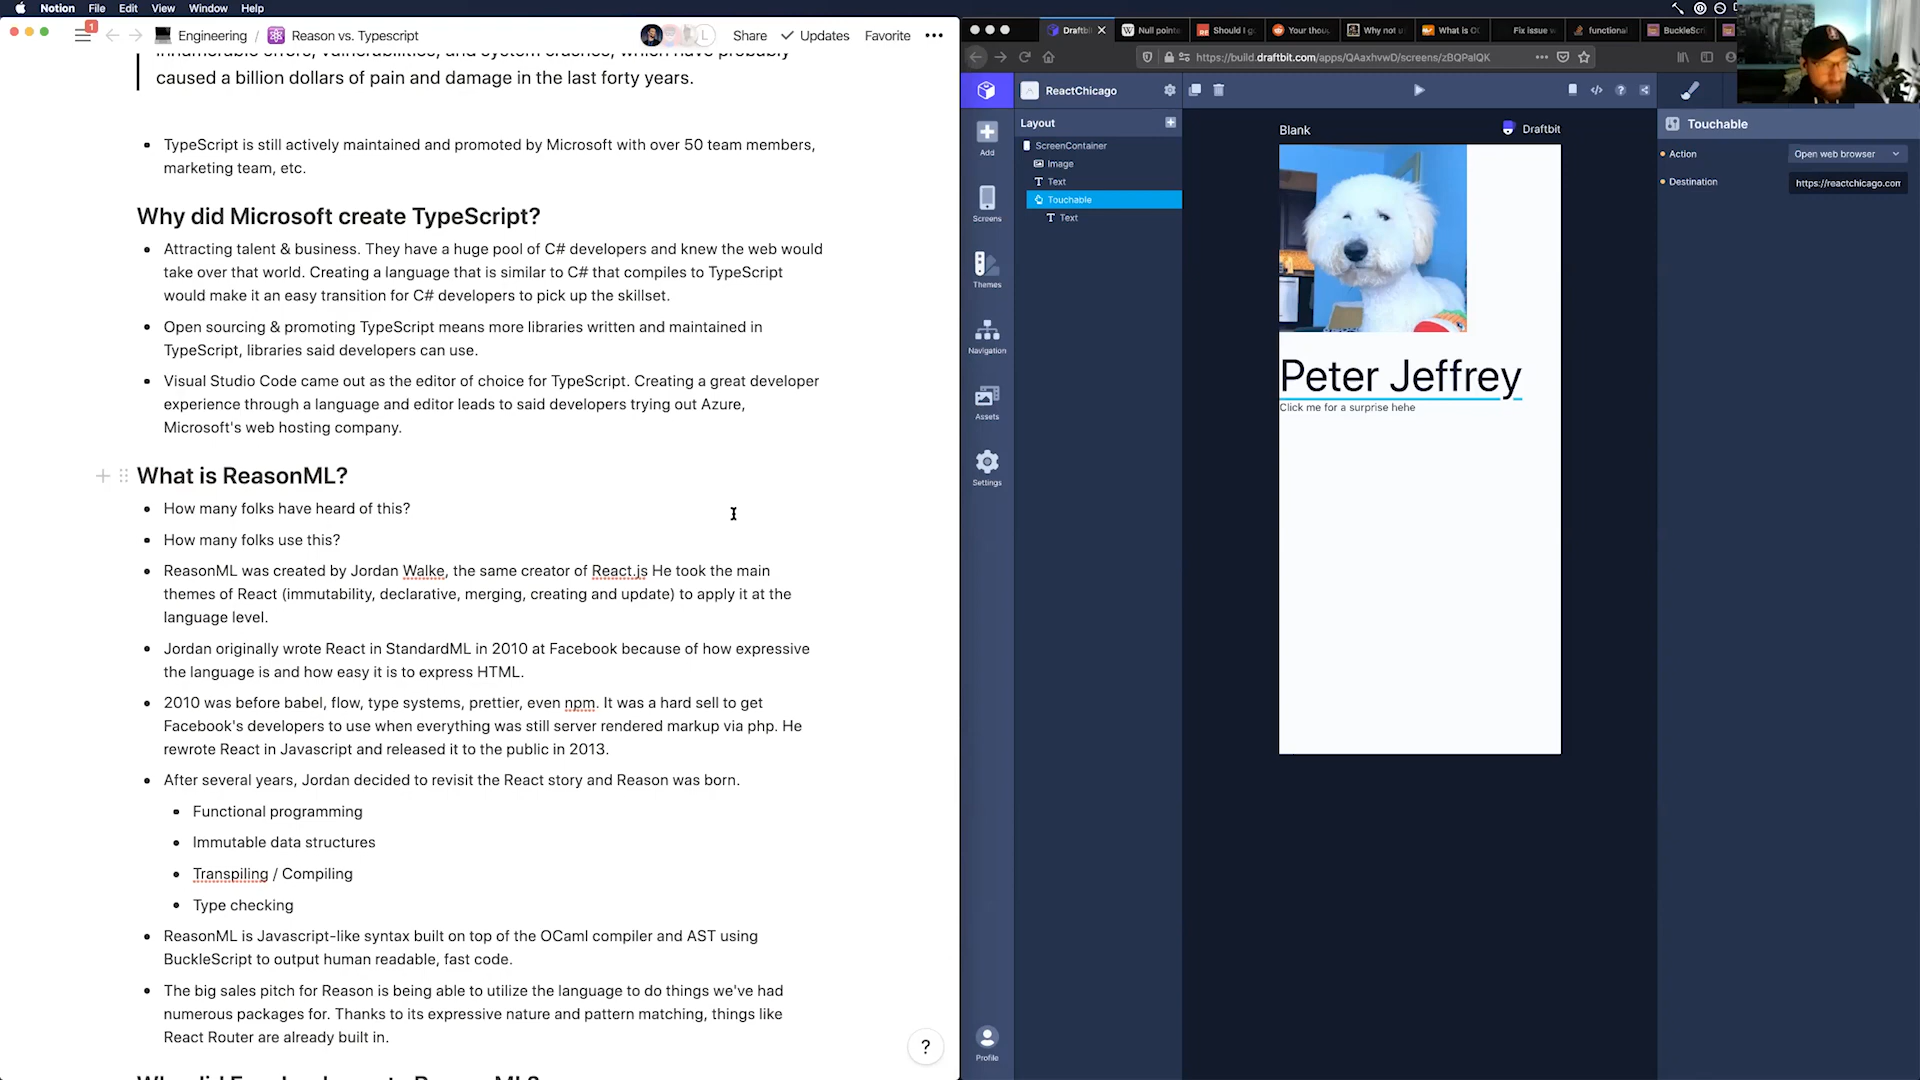 Notion File Edit View Window Help
1
Engineering / Reason vs. Typescript
L
Share Updates Favorite •••
caused a billion dollars of pain and damage in the last forty years.
• TypeScript is still actively maintained and promoted by Microsoft with over 50 team members,
marketing team, etc.
Why did Microsoft create TypeScript?
• Attracting talent & business. They have a huge pool of C# developers and knew the web would
take over that world. Creating a language that is similar to C# that compiles to TypeScript
would make it an easy transition for C# developers to pick up the skillset.
• Open sourcing & promoting TypeScript means more libraries written and maintained in
TypeScript, libraries said developers can use.
• Visual Studio Code came out as the editor of choice for TypeScript. Creating a great developer
experience through a language and editor leads to said developers trying out Azure,
Microsoft's web hosting company.
What is ReasonML?
• How many folks have heard of this?
• How many folks use this?
• ReasonML was created by Jordan Walke, the same creator of React.js He took the main
themes of React (immutability, declarative, merging, creating and update) to apply it at the
language level.
• Jordan originally wrote React in StandardML in 2010 at Facebook because of how expressive
the language is and how easy it is to express HTML.
• 2010 was before babel, flow, type systems, prettier, even npm. It was a hard sell to get
Facebook's developers to use when everything was still server rendered markup via php. He
rewrote React in Javascript and released it to the public in 2013.
• After several years, Jordan decided to revisit the React story and Reason was born.
• Functional programming
• Immutable data structures
• Transpiling / Compiling
• Type checking
• ReasonML is Javascript-like syntax built on top of the OCaml compiler and AST using
BuckleScript to output human readable, fast code.
• The big sales pitch for Reason is being able to utilize the language to do things we've had
numerous packages for. Thanks to its expressive nature and pattern matching, things like
React Router are already built in.
?
Draftbi Null pointe Should I g Your thou Why not u What is O Fix issue functional BuckleScr
https://build.draftbit.com/apps/QAaxhvwD/screens/zBQPalQK
ReactChicago
Layout
ScreenContainer
Image
Text
Touchable
Text
Add
Screens
Themes
Navigation
Assets
Settings
Profile
Blank
Draftbit
Peter Jeffrey
Click me for a surprise hehe
Touchable
Action Open web browser
Destination https://reactchicago.com